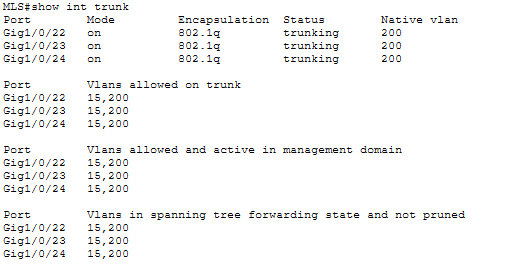 MLS#show int trunk
Port        Mode         Encapsulation  Status        Native vlan
Gig1/0/22   on           802.1q         trunking      200
Gig1/0/23   on           802.1q         trunking      200
Gig1/0/24   on           802.1q         trunking      200
Port        Vlans allowed on trunk
Gig1/0/22   15,200
Gig1/0/23   15,200
Gig1/0/24   15,200
Port        Vlans allowed and active in management domain
Gig1/0/22   15,200
Gig1/0/23   15,200
Gig1/0/24   15,200
Port        Vlans in spanning tree forwarding state and not pruned
Gig1/0/22   15,200
Gig1/0/23   15,200
Gig1/0/24   15,200